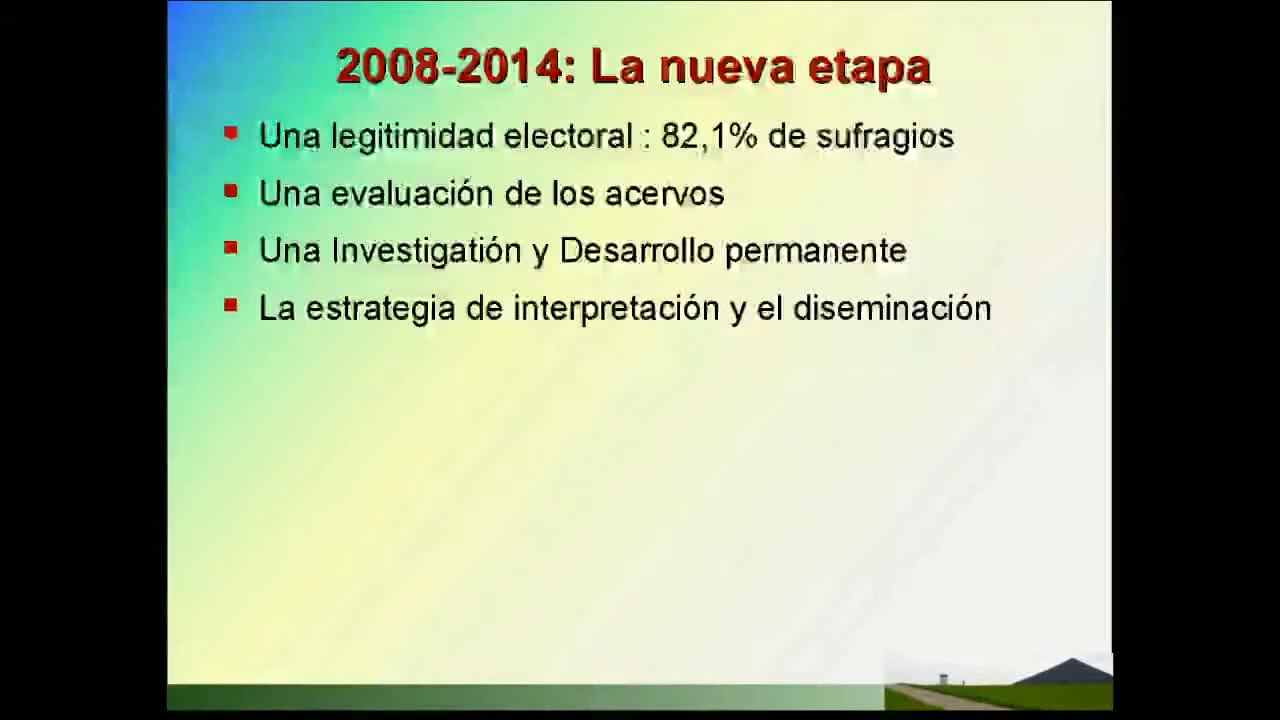 2008-2014: La nueva etapa
Una legitimidad electoral : 82,1% de sufragios
Una evaluación de los acervos
Una Investigatión y Desarrollo permanente
La estrategia de interpretación y el diseminación